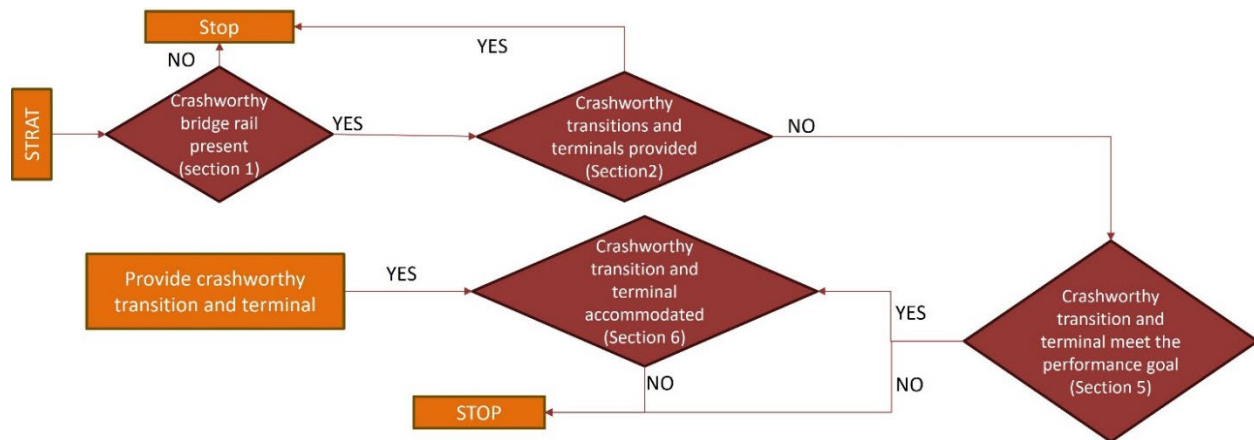 Stop
YES
NO
STRAT
Crashworthy
bridge rail
present
(section 1)
YES
Crashworthy
transitions and
terminals provided
(Section2)
NO
Provide crashworthy
transition and terminal
YES
Crashworthy
transition and
terminal
accommodated
(Section 6)
YES
Crashworthy
transition and
terminal meet the
performance goal
(Section 5)
NO
NO
STOP